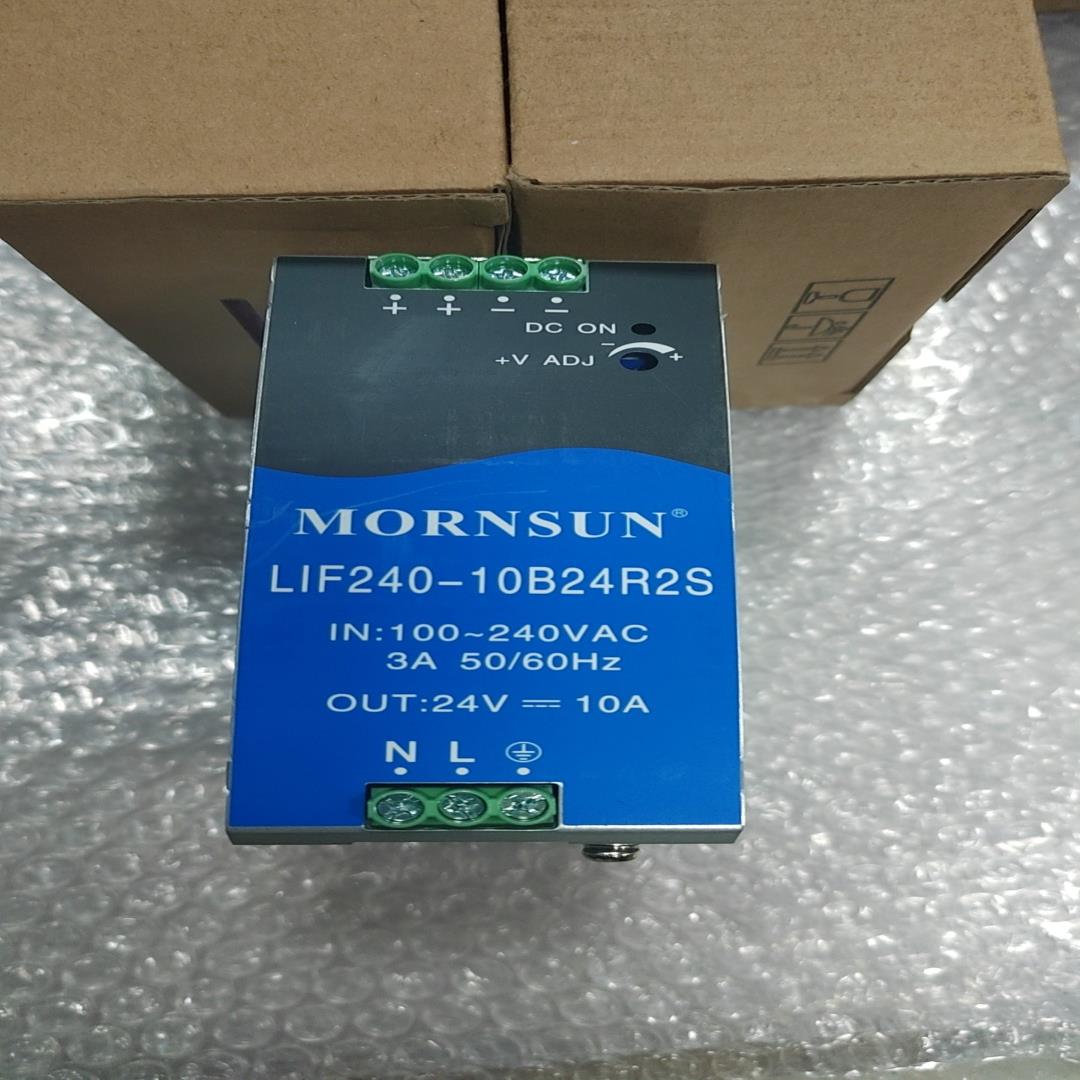 + + − −
DC ON
− +
+V ADJ
MORNSUN®
LIF240-10B24R2S
IN:100~240VAC
3A 50/60Hz
OUT:24V ⎓ 10A
N L ⏚